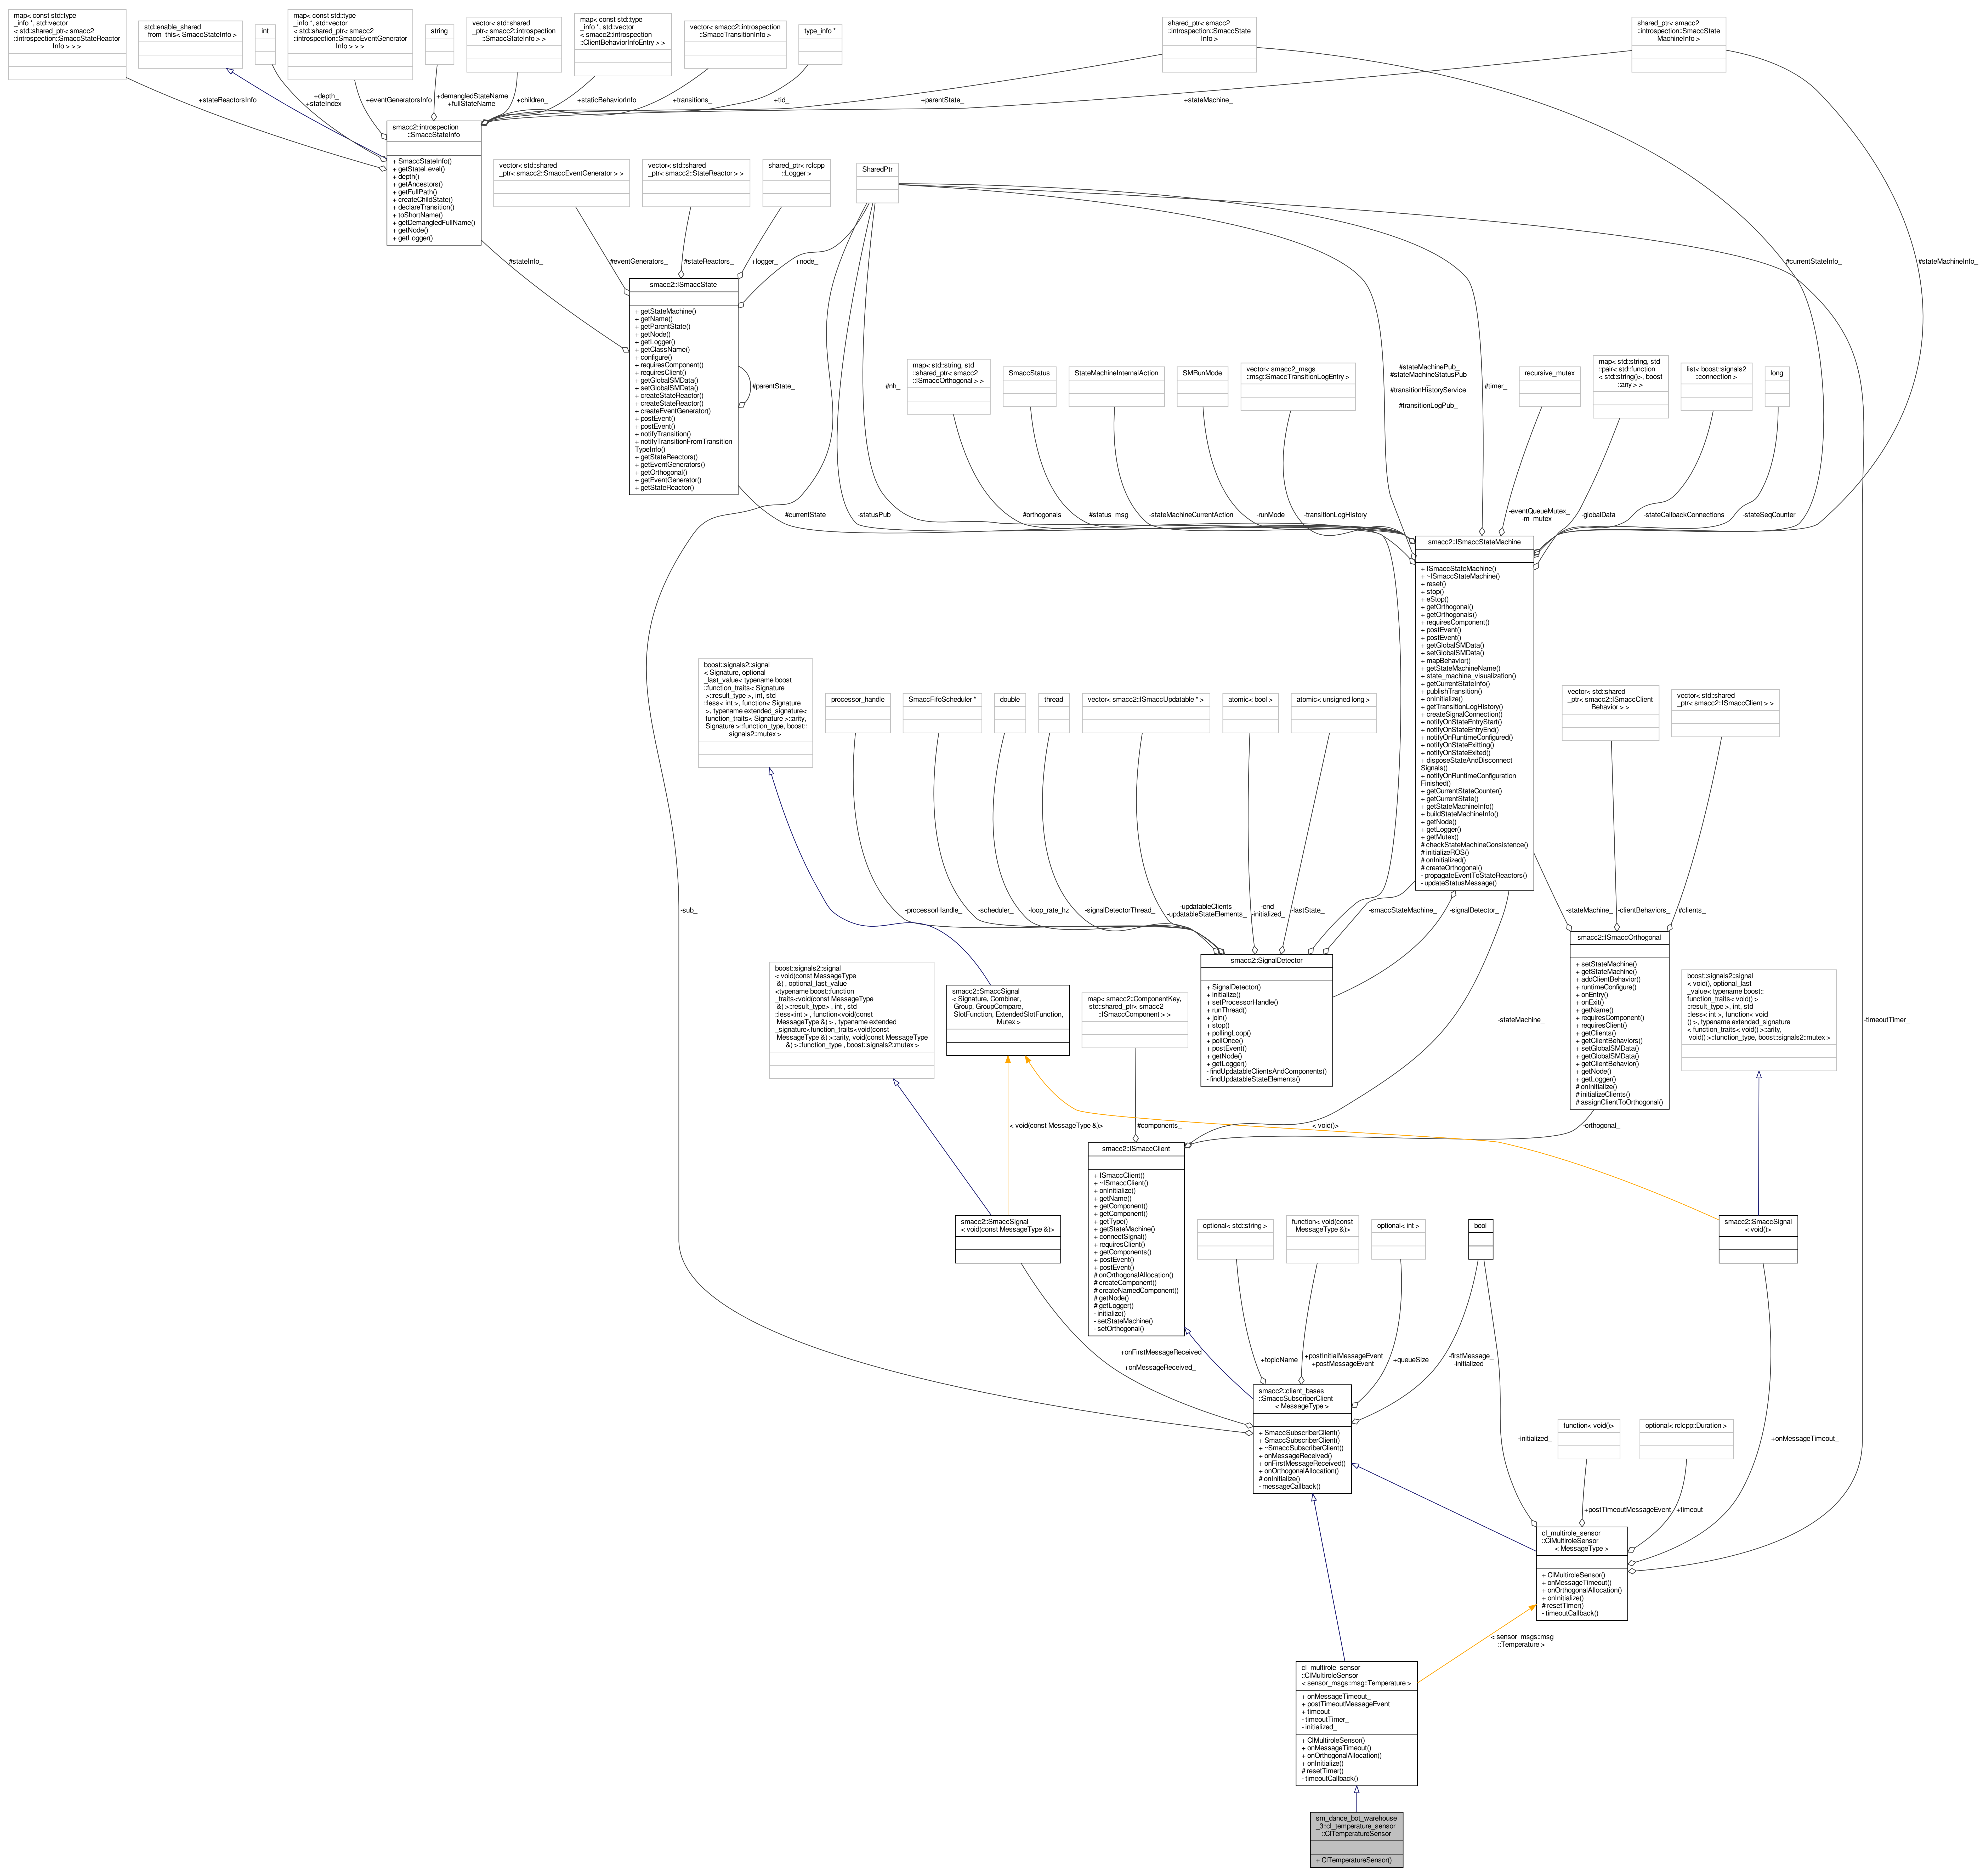 map< const std::type
_info *, std::vector
< std::shared_ptr< smacc2
::introspection::SmaccStateReactor
Info > > >
std::enable_shared
_from_this< SmaccStateInfo >
int
map< const std::type
_info *, std::vector
< std::shared_ptr< smacc2
::introspection::SmaccEventGenerator
Info > > >
string
vector< std::shared
_ptr< smacc2::introspection
::SmaccStateInfo > >
map< const std::type
_info *, std::vector
< smacc2::introspection
::ClientBehaviorInfoEntry > >
vector< smacc2::introspection
::SmaccTransitionInfo >
type_info *
shared_ptr< smacc2
::introspection::SmaccState
Info >
shared_ptr< smacc2
::introspection::SmaccState
MachineInfo >
+stateReactorsInfo
+depth_
+stateIndex_
+eventGeneratorsInfo
+demangledStateName
+fullStateName
+children_
+staticBehaviorInfo
+transitions_
+tid_
+parentState_
+stateMachine_
smacc2::introspection
::SmaccStateInfo
+ SmaccStateInfo()
+ getStateLevel()
+ depth()
+ getAncestors()
+ getFullPath()
+ createChildState()
+ declareTransition()
+ toShortName()
+ getDemangledFullName()
+ getNode()
+ getLogger()
vector< std::shared
_ptr< smacc2::SmaccEventGenerator > >
vector< std::shared
_ptr< smacc2::StateReactor > >
shared_ptr< rclcpp
::Logger >
SharedPtr
#stateInfo_
#eventGenerators_
#stateReactors_
+logger_
+node_
#currentStateInfo_
#stateMachineInfo_
smacc2::ISmaccState
+ getStateMachine()
+ getName()
+ getParentState()
+ getNode()
+ getLogger()
+ getClassName()
+ configure()
+ requiresComponent()
+ requiresClient()
+ getGlobalSMData()
+ setGlobalSMData()
+ createStateReactor()
+ createStateReactor()
+ createEventGenerator()
+ postEvent()
+ postEvent()
+ notifyTransition()
+ notifyTransitionFromTransition
TypeInfo()
+ getStateReactors()
+ getEventGenerators()
+ getOrthogonal()
+ getEventGenerator()
+ getStateReactor()
#parentState_
#nh_
map< std::string, std
::shared_ptr< smacc2
::ISmaccOrthogonal > >
SmaccStatus
StateMachineInternalAction
SMRunMode
vector< smacc2_msgs
::msg::SmaccTransitionLogEntry >
#stateMachinePub_
#stateMachineStatusPub
_
#transitionHistoryService
_
#transitionLogPub_
#timer_
recursive_mutex
map< std::string, std
::pair< std::function
< std::string()>, boost
::any > >
list< boost::signals2
::connection >
long
#currentState_
-statusPub_
#orthogonals_
#status_msg_
-stateMachineCurrentAction
-runMode_
-transitionLogHistory_
-eventQueueMutex_
-m_mutex_
-globalData_
-stateCallbackConnections
-stateSeqCounter_
smacc2::ISmaccStateMachine
+ ISmaccStateMachine()
+ ~ISmaccStateMachine()
+ reset()
+ stop()
+ eStop()
+ getOrthogonal()
+ getOrthogonals()
+ requiresComponent()
+ postEvent()
+ postEvent()
+ getGlobalSMData()
+ setGlobalSMData()
+ mapBehavior()
+ getStateMachineName()
+ state_machine_visualization()
+ getCurrentStateInfo()
+ publishTransition()
+ onInitialize()
+ getTransitionLogHistory()
+ createSignalConnection()
+ notifyOnStateEntryStart()
+ notifyOnStateEntryEnd()
+ notifyOnRuntimeConfigured()
+ notifyOnStateExitting()
+ notifyOnStateExited()
+ disposeStateAndDisconnect
Signals()
+ notifyOnRuntimeConfiguration
Finished()
+ getCurrentStateCounter()
+ getCurrentState()
+ getStateMachineInfo()
+ buildStateMachineInfo()
+ getNode()
+ getLogger()
+ getMutex()
# checkStateMachineConsistence()
# initializeROS()
# onInitialized()
# createOrthogonal()
- propagateEventToStateReactors()
- updateStatusMessage()
boost::signals2::signal
< Signature, optional
_last_value< typename boost
::function_traits< Signature
>::result_type >, int, std
::less< int >, function< Signature
>, typename extended_signature<
function_traits< Signature >::arity,
Signature >::function_type, boost::
signals2::mutex >
processor_handle
SmaccFifoScheduler *
double
thread
vector< smacc2::ISmaccUpdatable * >
atomic< bool >
atomic< unsigned long >
vector< std::shared
_ptr< smacc2::ISmaccClient
Behavior > >
vector< std::shared
_ptr< smacc2::ISmaccClient > >
-sub_
-processorHandle_
-scheduler_
-loop_rate_hz
-signalDetectorThread_
-updatableClients_
-updatableStateElements_
-end_
-initialized_
-lastState_
-smaccStateMachine_
-signalDetector_
-stateMachine_
-clientBehaviors_
#clients_
-timeoutTimer_
smacc2::SignalDetector
+ SignalDetector()
+ initialize()
+ setProcessorHandle()
+ runThread()
+ join()
+ stop()
+ pollingLoop()
+ pollOnce()
+ postEvent()
+ getNode()
+ getLogger()
- findUpdatableClientsAndComponents()
- findUpdatableStateElements()
smacc2::ISmaccOrthogonal
+ setStateMachine()
+ getStateMachine()
+ addClientBehavior()
+ runtimeConfigure()
+ onEntry()
+ onExit()
+ getName()
+ requiresComponent()
+ requiresClient()
+ getClients()
+ getClientBehaviors()
+ setGlobalSMData()
+ getGlobalSMData()
+ getClientBehavior()
+ getNode()
+ getLogger()
# onInitialize()
# initializeClients()
# assignClientToOrthogonal()
boost::signals2::signal
< void(const MessageType
&) , optional_last_value
<typename boost::function
_traits<void(const MessageType
&) >::result_type> , int , std
::less<int > , function<void(const
MessageType &) > , typename extended
_signature<function_traits<void(const
MessageType &) >::arity, void(const MessageType
&) >::function_type , boost::signals2::mutex >
smacc2::SmaccSignal
< Signature, Combiner,
Group, GroupCompare,
SlotFunction, ExtendedSlotFunction,
Mutex >
map< smacc2::ComponentKey,
std::shared_ptr< smacc2
::ISmaccComponent > >
boost::signals2::signal
< void(), optional_last
_value< typename boost::
function_traits< void() >
::result_type >, int, std
::less< int >, function< void
() >, typename extended_signature
< function_traits< void() >::arity,
void() >::function_type, boost::signals2::mutex >
-stateMachine_
< void(const MessageType &)>
#components_
< void()>
-orthogonal_
smacc2::ISmaccClient
+ ISmaccClient()
+ ~ISmaccClient()
+ onInitialize()
+ getName()
+ getComponent()
+ getComponent()
+ getType()
+ getStateMachine()
+ connectSignal()
+ requiresClient()
+ getComponents()
+ postEvent()
+ postEvent()
# onOrthogonalAllocation()
# createComponent()
# createNamedComponent()
# getNode()
# getLogger()
- initialize()
- setStateMachine()
- setOrthogonal()
smacc2::SmaccSignal
< void(const MessageType &)>
optional< std::string >
function< void(const
MessageType &)>
optional< int >
bool
smacc2::SmaccSignal
< void()>
+onFirstMessageReceived
_
+onMessageReceived_
+topicName
+postInitialMessageEvent
+postMessageEvent
+queueSize
-firstMessage_
-initialized_
smacc2::client_bases
::SmaccSubscriberClient
< MessageType >
+ SmaccSubscriberClient()
+ SmaccSubscriberClient()
+ ~SmaccSubscriberClient()
+ onMessageReceived()
+ onFirstMessageReceived()
+ onOrthogonalAllocation()
# onInitialize()
- messageCallback()
function< void()>
optional< rclcpp::Duration >
-initialized_
+onMessageTimeout_
+postTimeoutMessageEvent
+timeout_
cl_multirole_sensor
::ClMultiroleSensor
< MessageType >
+ ClMultiroleSensor()
+ onMessageTimeout()
+ onOrthogonalAllocation()
+ onInitialize()
# resetTimer()
- timeoutCallback()
< sensor_msgs::msg
::Temperature >
cl_multirole_sensor
::ClMultiroleSensor
< sensor_msgs::msg::Temperature >
+ onMessageTimeout_
+ postTimeoutMessageEvent
+ timeout_
- timeoutTimer_
- initialized_
+ ClMultiroleSensor()
+ onMessageTimeout()
+ onOrthogonalAllocation()
+ onInitialize()
# resetTimer()
- timeoutCallback()
sm_dance_bot_warehouse
_3::cl_temperature_sensor
::ClTemperatureSensor
+ ClTemperatureSensor()